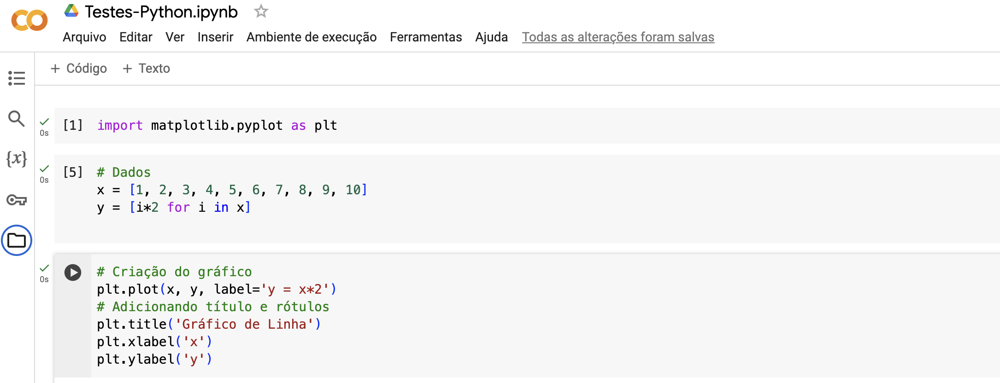 Testes-Python.ipynb
Arquivo Editar Ver Inserir Ambiente de execução Ferramentas Ajuda Todas as alterações foram salvas
+ Código + Texto
[1] import matplotlib.pyplot as plt
0s
{x}
[5] # Dados
0s
x = [1, 2, 3, 4, 5, 6, 7, 8, 9, 10]
y = [i*2 for i in x]
# Criação do gráfico
0s
plt.plot(x, y, label='y = x*2')
# Adicionando título e rótulos
plt.title('Gráfico de Linha')
plt.xlabel('x')
plt.ylabel('y')